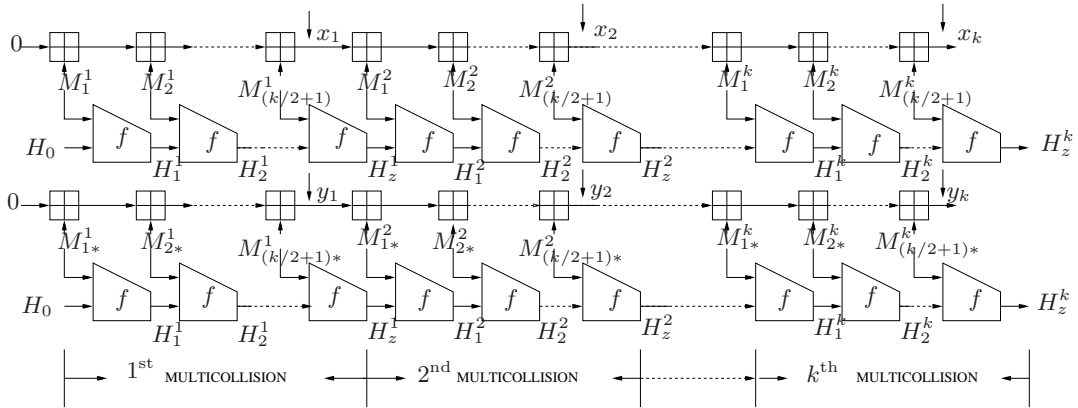 0 x_1 x_2 x_k
M_1^1 M_2^1 M_{(k/2+1)}^1 M_1^2 M_2^2 M_{(k/2+1)}^2 M_1^k M_2^k M_{(k/2+1)}^k
H_0 f f f f f f f f f H_z^k
H_1^1 H_2^1 H_z^1 H_1^2 H_2^2 H_z^2 H_1^k H_2^k
0 y_1 y_2 y_k
M_{1*}^1 M_{2*}^1 M_{(k/2+1)*}^1 M_{1*}^2 M_{2*}^2 M_{(k/2+1)*}^2 M_{1*}^k M_{2*}^k M_{(k/2+1)*}^k
H_0 f f f f f f f f f H_z^k
H_1^1 H_2^1 H_z^1 H_1^2 H_2^2 H_z^2 H_1^k H_2^k
1^{st} MULTICOLLISION 2^{nd} MULTICOLLISION k^{th} MULTICOLLISION